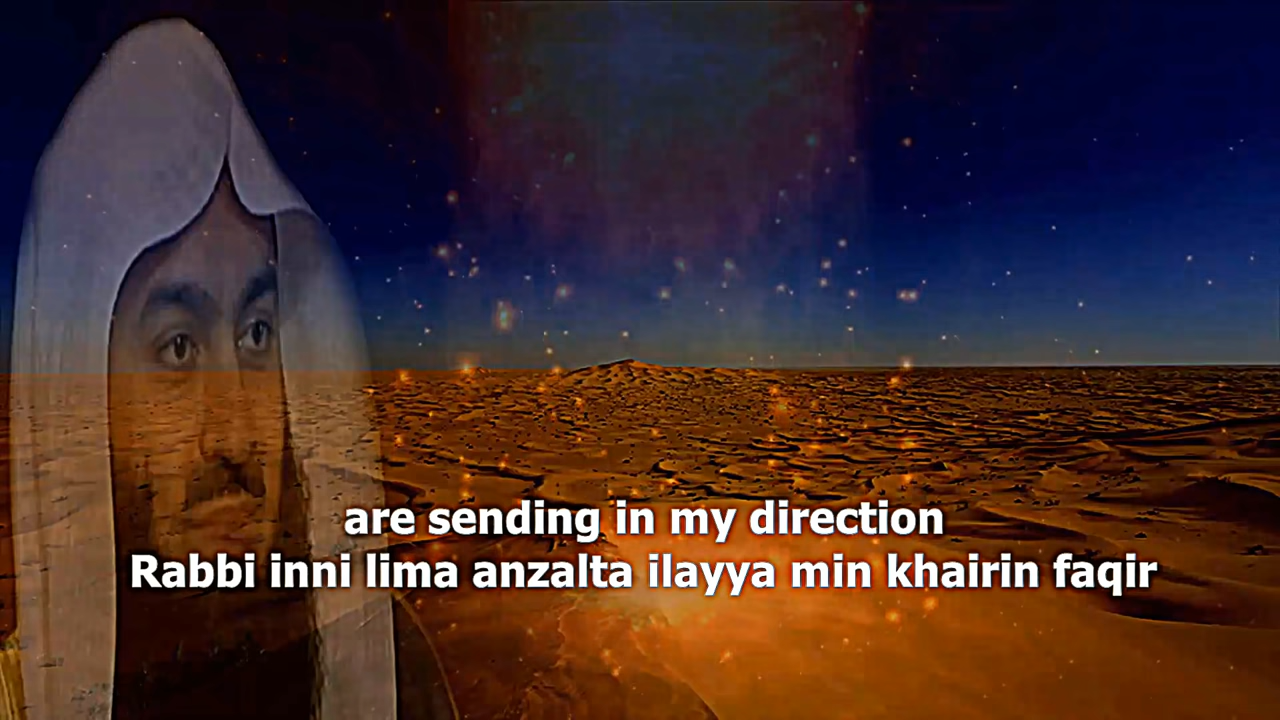 are sending in my direction
Rabbi inni lima anzalta ilayya min khairin faqir